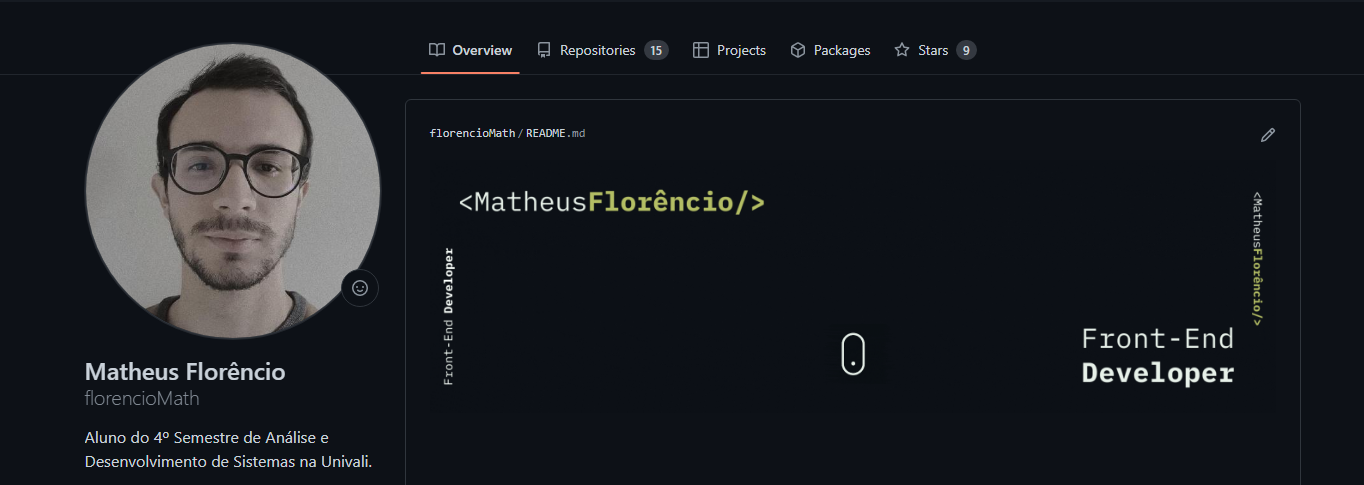 Overview Repositories 15 Projects Packages Stars 9
florencioMath/README.md
<MatheusFlorêncio/>
<MatheusFlorêncio/>
Front-End Developer
Front-End
Developer
Matheus Florêncio
florencioMath
Aluno do 4º Semestre de Análise e
Desenvolvimento de Sistemas na Univali.